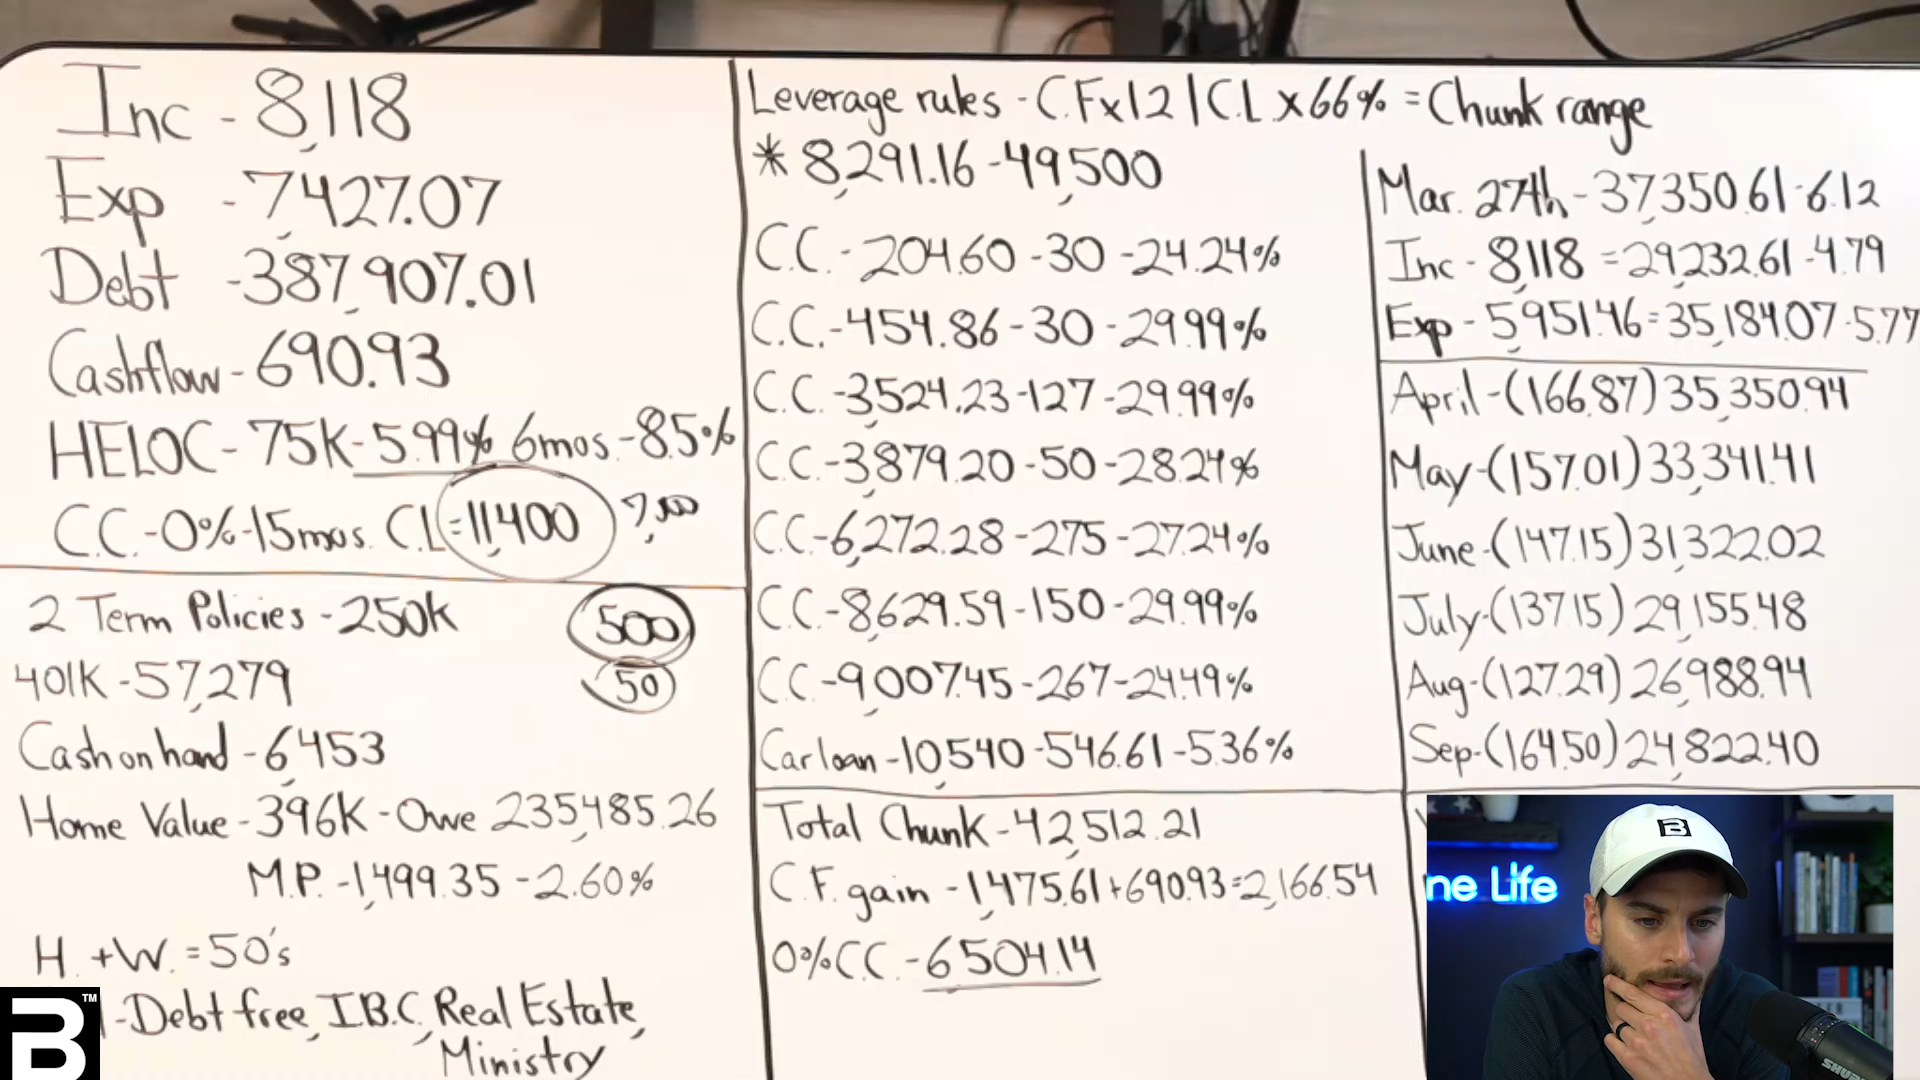 Inc - 8,118
Exp - 7,427.07
Debt - 387,907.01
Cashflow - 690.93
HELOC - 75K - 5.99% 6mos. - 8.5%
C.C. - 0% - 15mos. C.L = 11,400
2 Term Policies - 250K 500
401K - 57,279 50
Cash on hand - 6,453
Home Value - 396K - Owe 235,485.26
M.P. - 1,499.35 - 2.60%
H. + W. = 50's
- Debt free, I.B.C, Real Estate,
Ministry
Leverage rules - C.F x 12 | C.L x 66% = Chunk range
* 8,291.16 - 49,500
C.C. - 204.60 - 30 - 24.24%
C.C. - 454.86 - 30 - 29.99%
C.C. - 3,524.23 - 127 - 29.99%
C.C. - 3,879.20 - 50 - 28.24%
C.C. - 6,272.28 - 275 - 27.24%
C.C. - 8,629.59 - 150 - 29.99%
C.C. - 9,007.45 - 267 - 24.49%
Car loan - 10,540 - 546.61 - 5.36%
Total Chunk - 42,512.21
C.F. gain - 1,475.61 + 690.93 = 2,166.54
0% C.C. - 6504.14
Mar. 27th - 37,350.61 - 6.12
Inc - 8,118 = 29,232.61 - 4.79
Exp - 5,951.46 = 35,184.07 - 5.77
April - (166.87) 35,350.94
May - (157.01) 33,341.41
June - (147.15) 31,322.02
July - (137.15) 29,155.48
Aug - (127.29) 26,988.94
Sep - (164.50) 24,822.40
ne Life
B
B™
SHURE